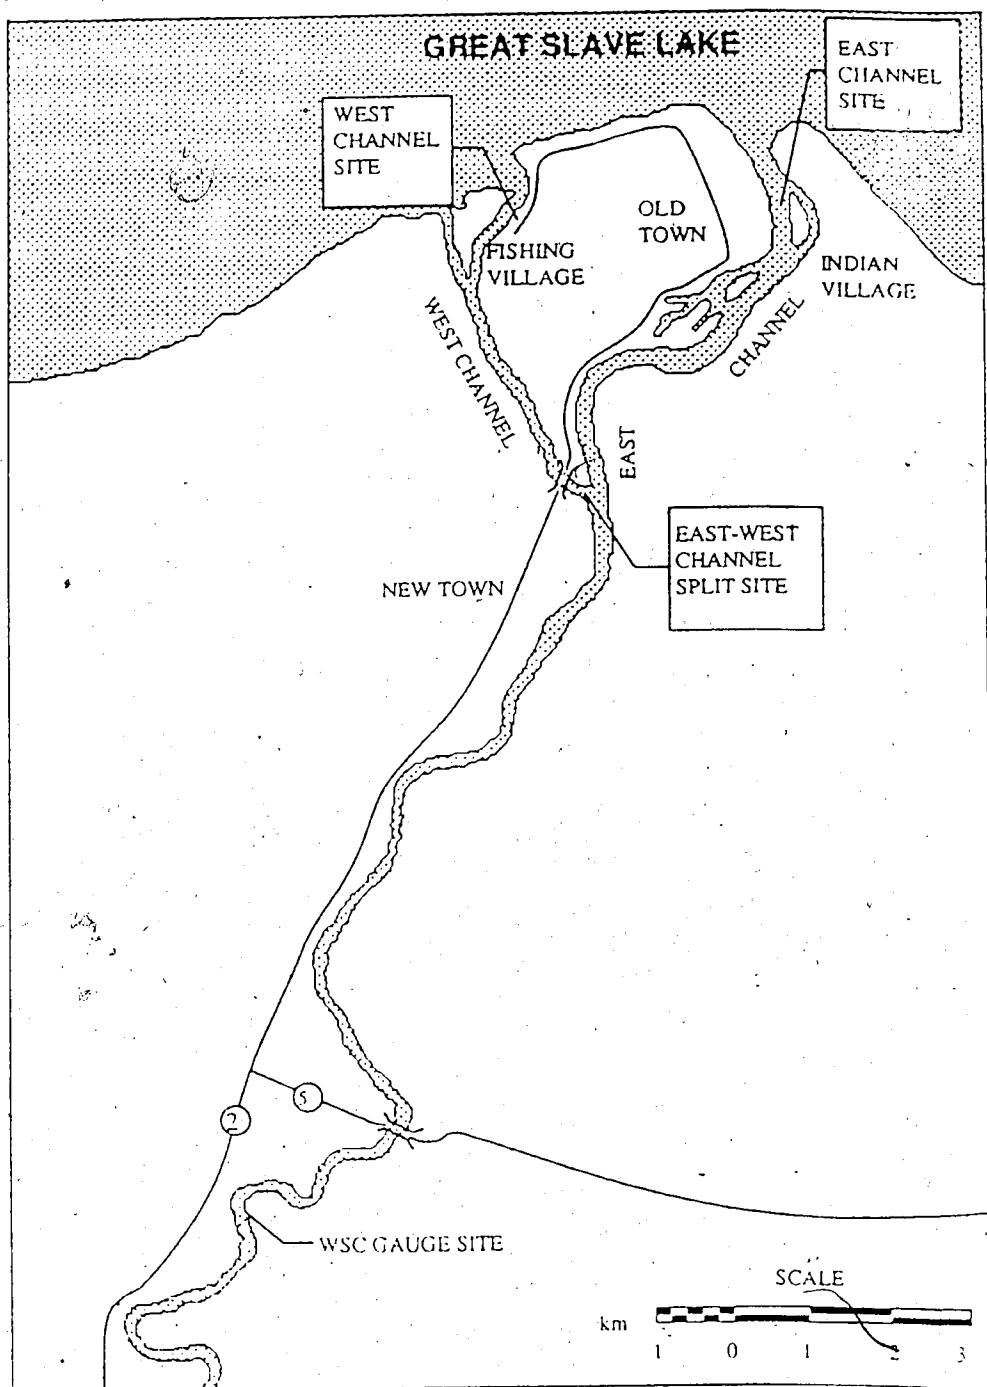 GREAT SLAVE LAKE
EAST
CHANNEL
SITE
WEST
CHANNEL
SITE
OLD
TOWN
FISHING
VILLAGE
INDIAN
VILLAGE
WEST CHANNEL
CHANNEL
EAST
EAST-WEST
CHANNEL
SPLIT SITE
NEW TOWN
5
2
WSC GAUGE SITE
SCALE
km
1 0 1 2 3